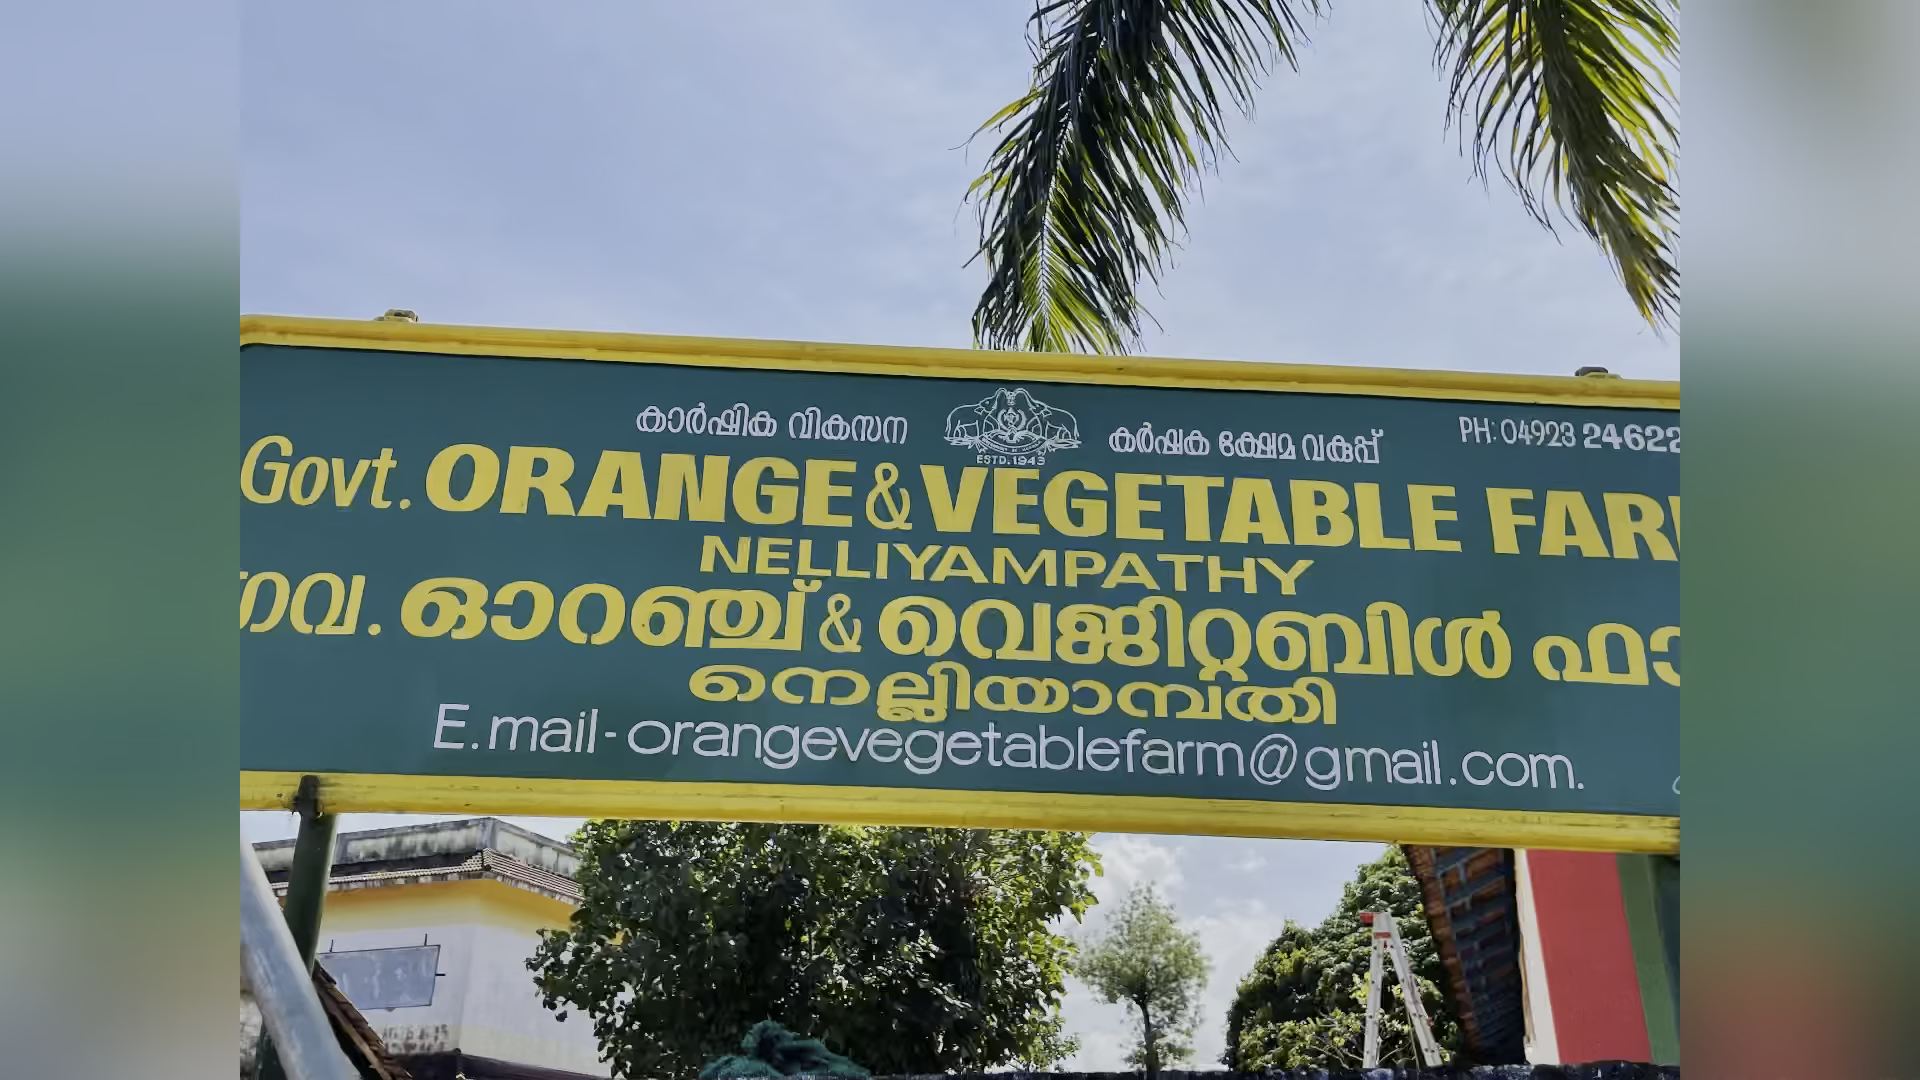 കാർഷിക വികസന കർഷക ക്ഷേമ വകുപ്പ് PH: 04923 24622
ESTD. 1943
Govt. ORANGE & VEGETABLE FAR
NELLIYAMPATHY
ഗവ. ഓറഞ്ച് & വെജിറ്റബിൾ ഫാ
നെല്ലിയാമ്പതി
E.mail-orangevegetablefarm@gmail.com.